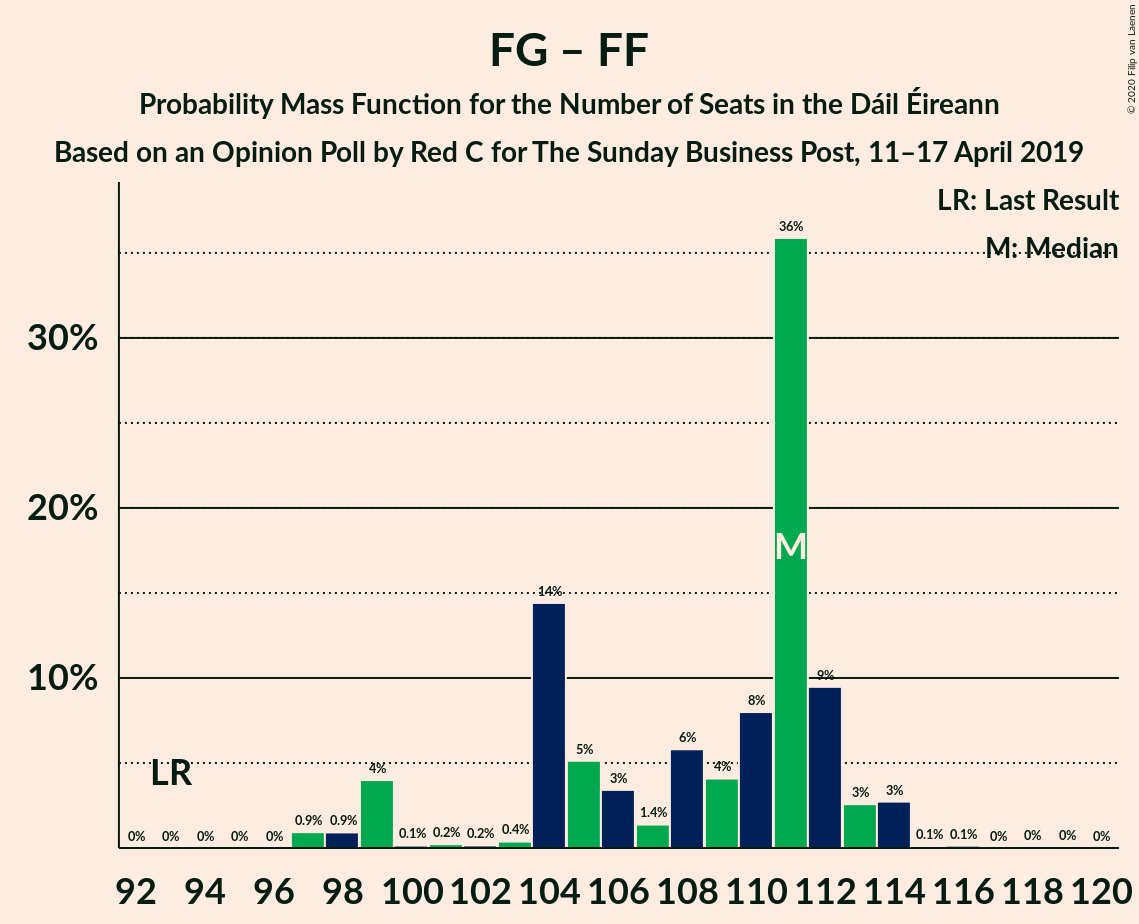 FG – FF
Probability Mass Function for the Number of Seats in the Dáil Éireann
Based on an Opinion Poll by Red C for The Sunday Business Post, 11–17 April 2019
© 2020 Filip van Laenen
LR: Last Result
M: Median
30%
20%
10%
LR
M
0% 0% 0% 0% 0% 0.9% 0.9% 4% 0.1% 0.2% 0.2% 0.4% 14% 5% 3% 1.4% 6% 4% 8% 36% 9% 3% 3% 0.1% 0.1% 0% 0% 0% 0%
92 94 96 98 100 102 104 106 108 110 112 114 116 118 120